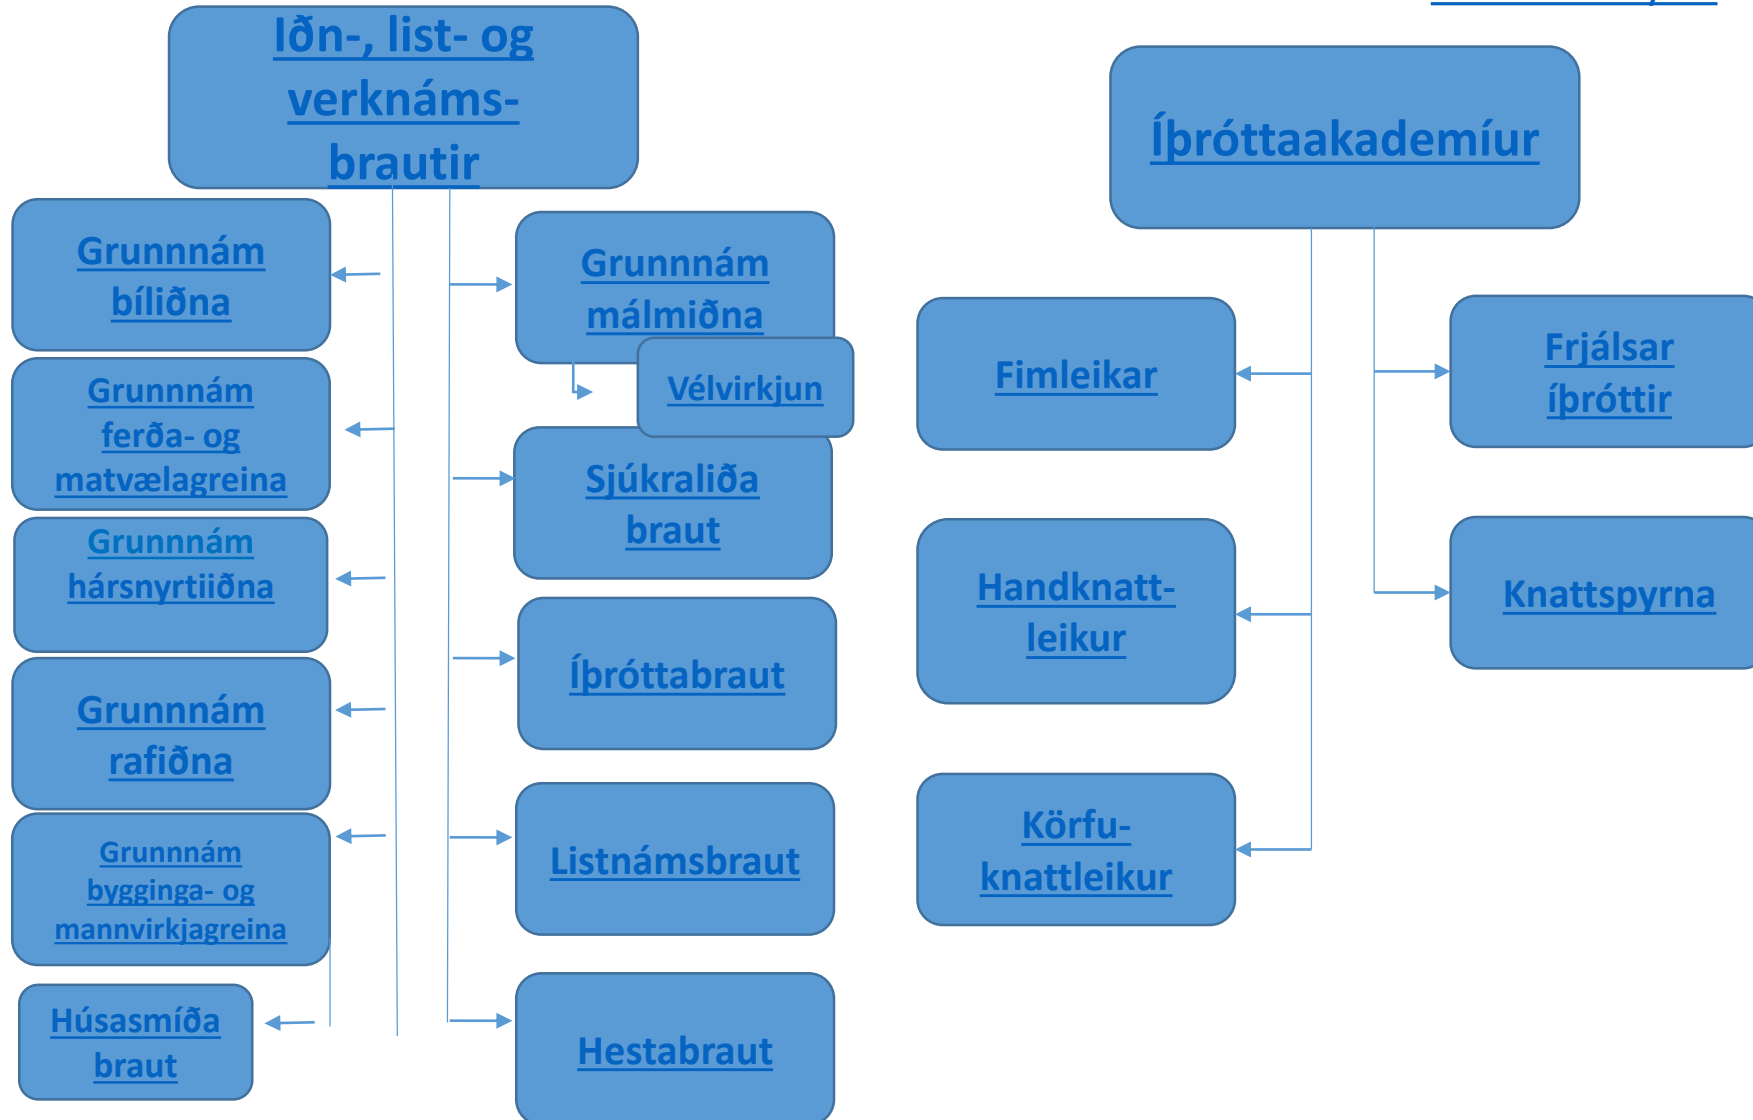 Iðn-, list- og
verknáms-
brautir
Grunnnám
bíliðna
Grunnnám
ferða- og
matvælagreina
Grunnnám
hársnyrtiiðna
Grunnnám
rafiðna
Grunnnám
bygginga- og
mannvirkjagreina
Húsasmíða
braut
Grunnnám
málmiðna
Vélvirkjun
Sjúkraliða
braut
Íþróttabraut
Listnámsbraut
Hestabraut
Íþróttaakademíur
Fimleikar
Handknatt-
leikur
Körfu-
knattleikur
Frjálsar
íþróttir
Knattspyrna